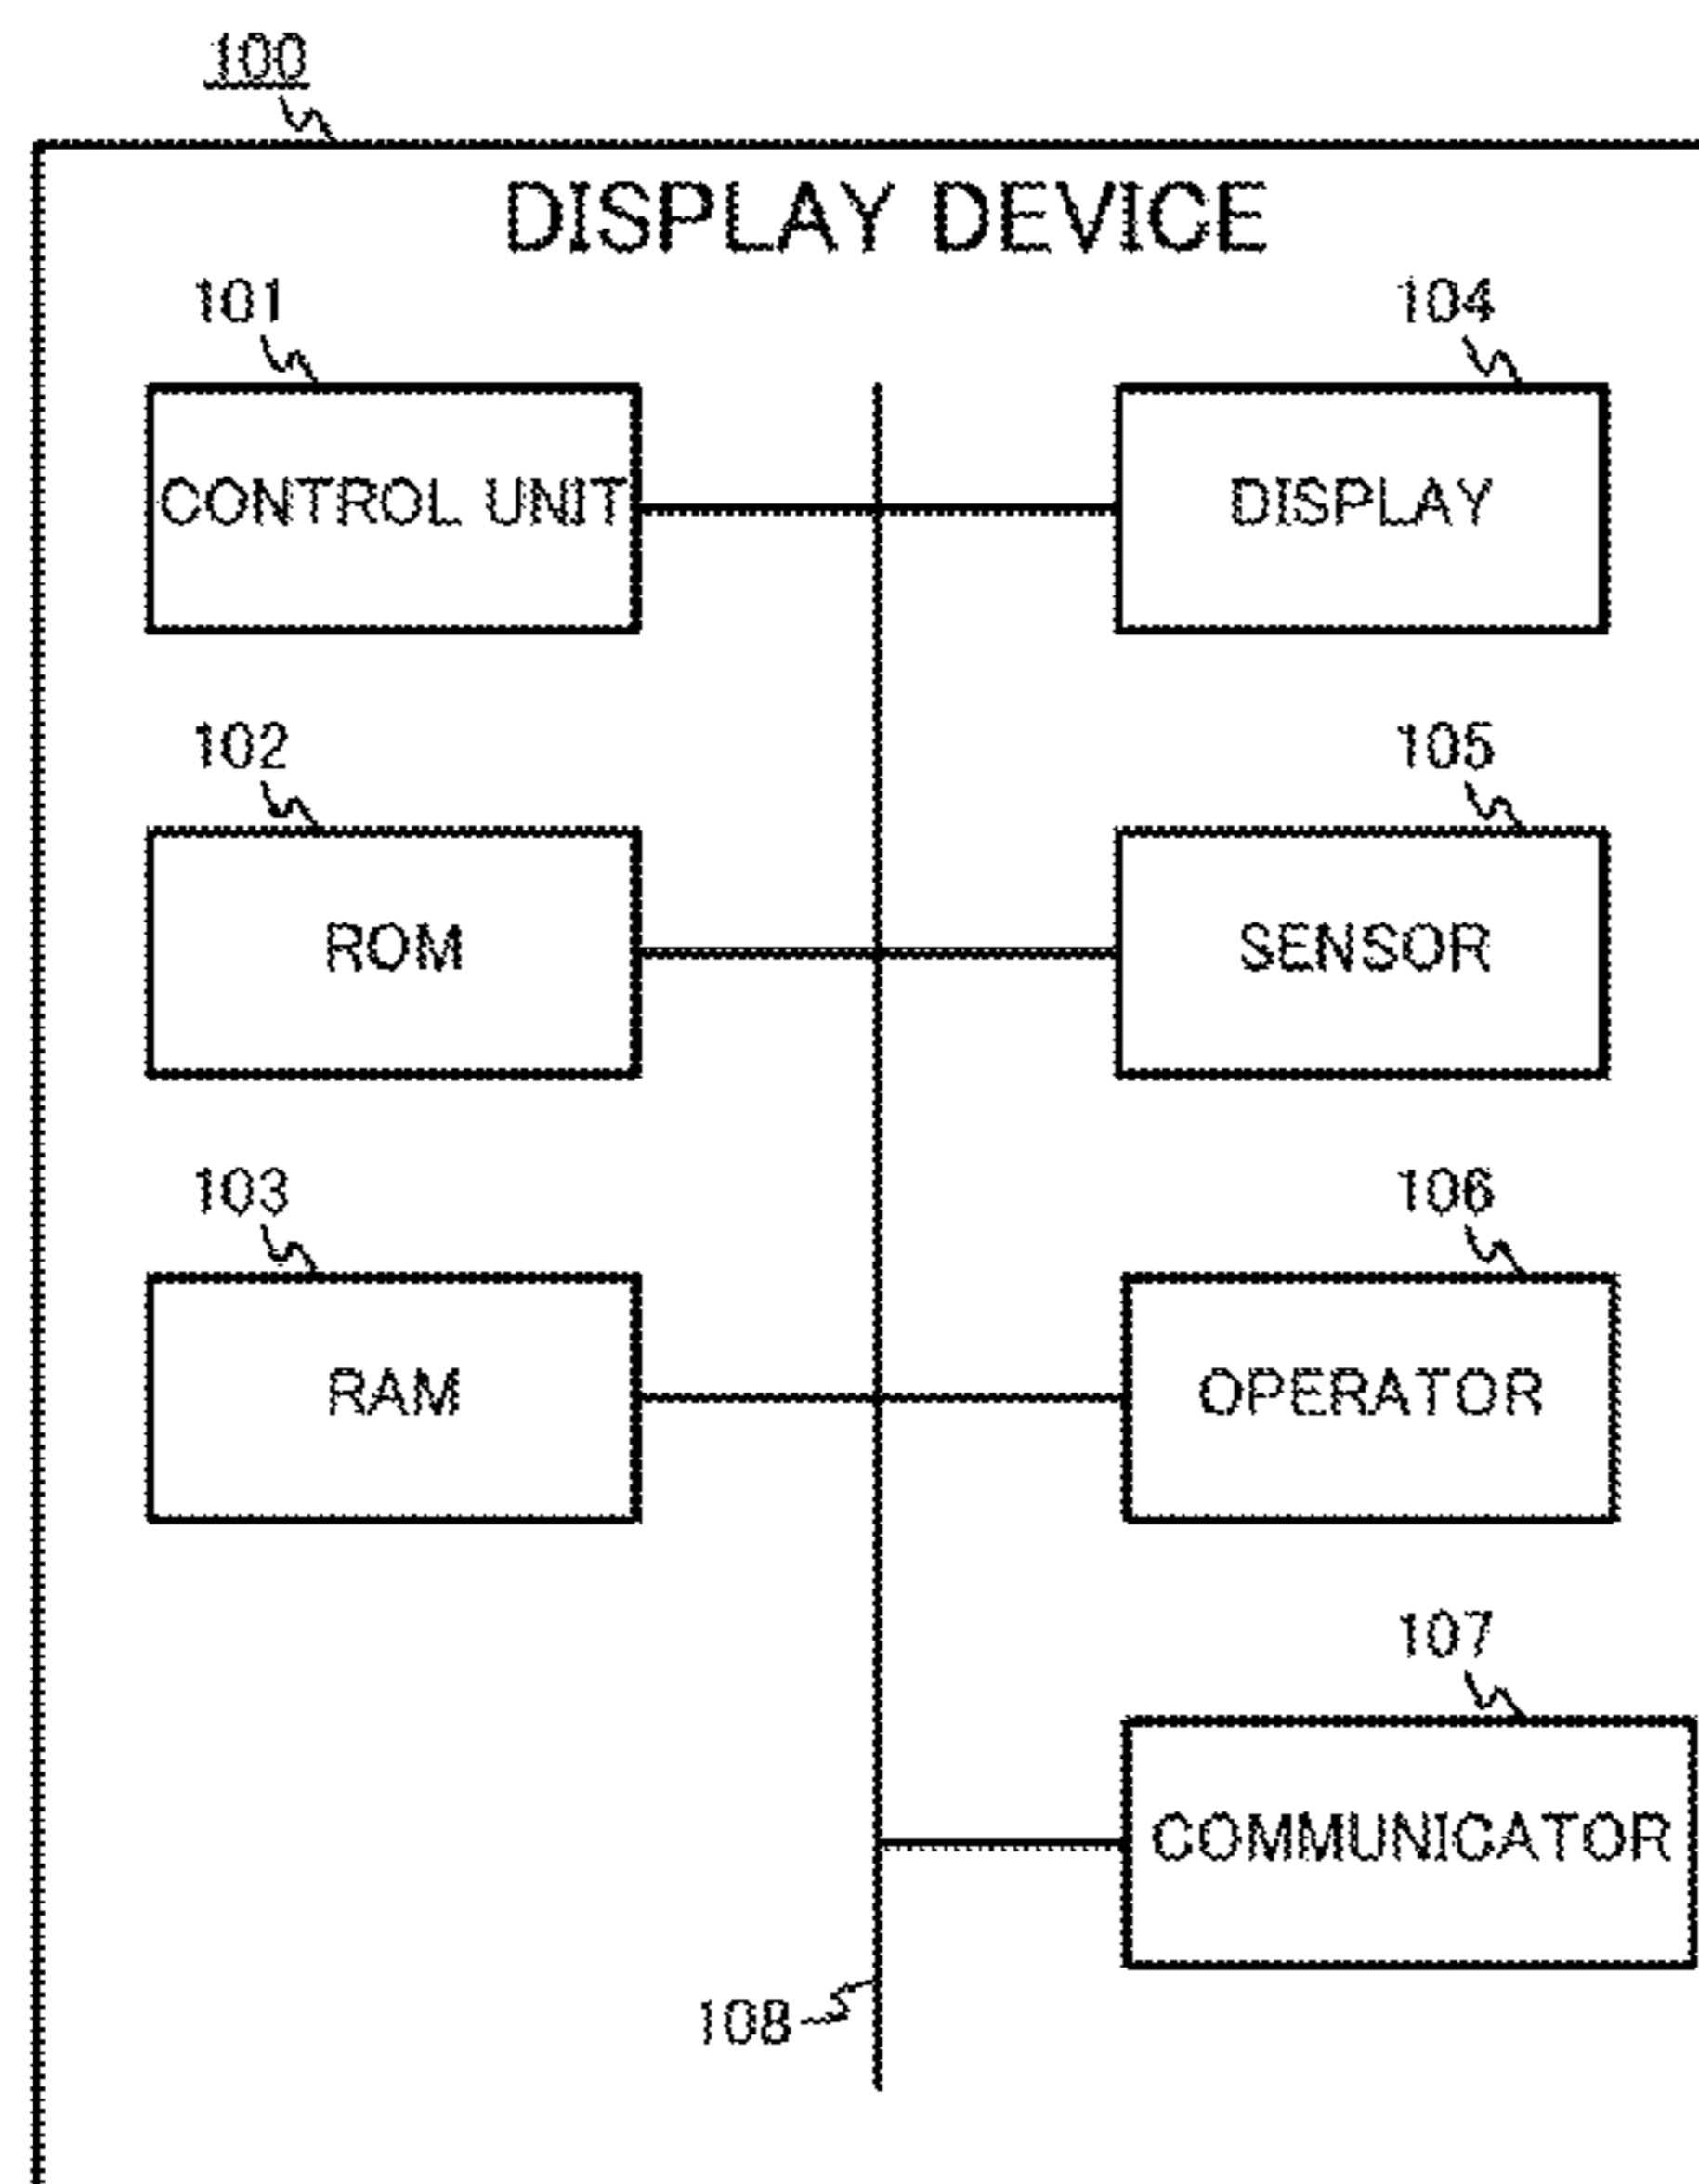 100
DISPLAY DEVICE
101
104
CONTROL UNIT
DISPLAY
102
105
ROM
SENSOR
103
106
RAM
OPERATOR
107
COMMUNICATOR
108